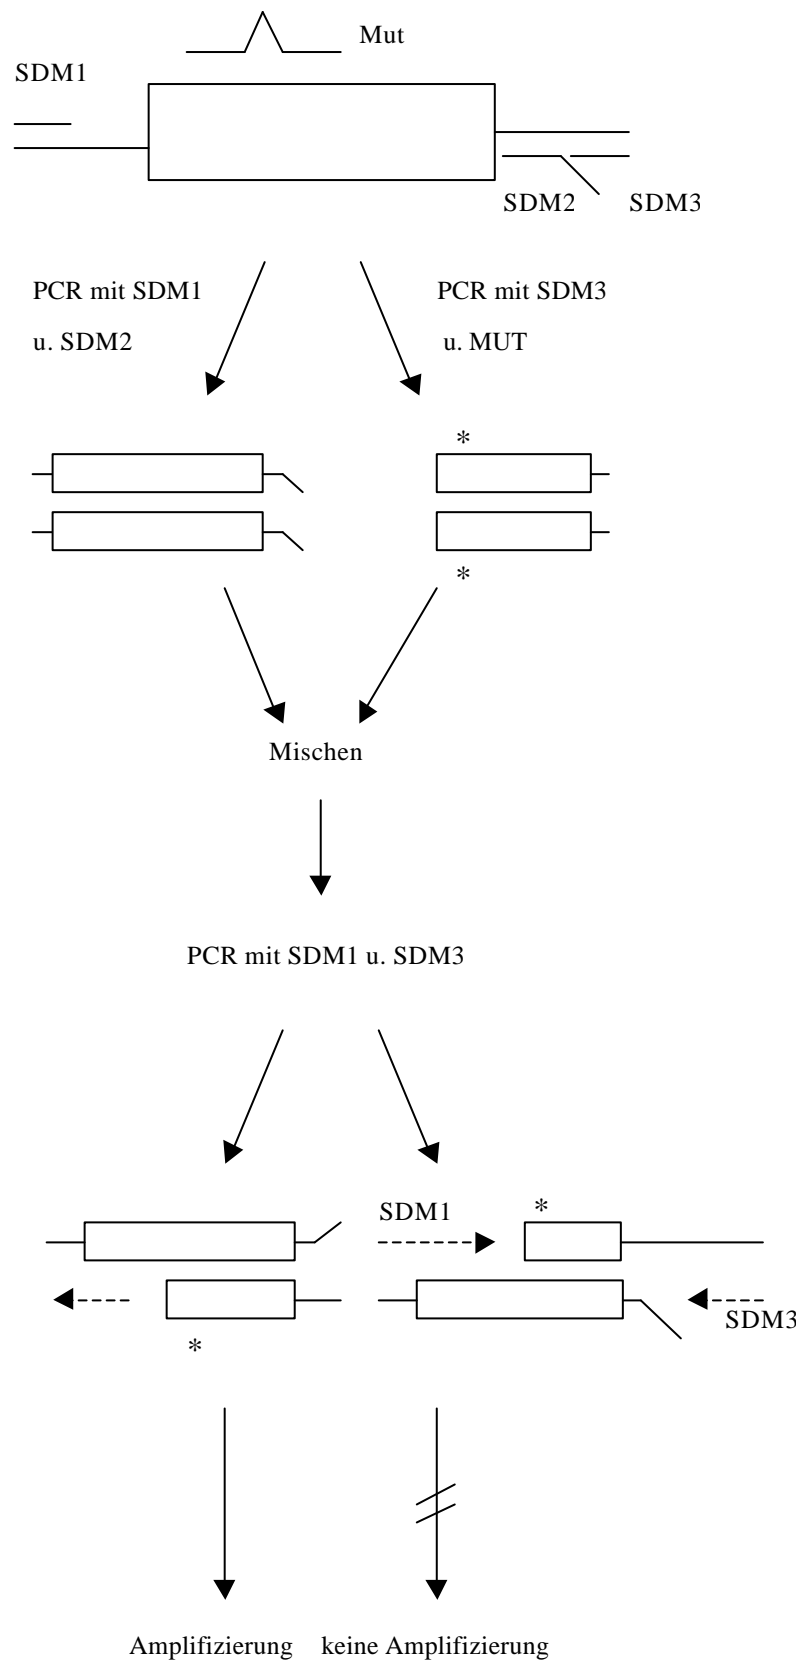 Mut
SDM1
SDM2 SDM3
PCR mit SDM1
u. SDM2
PCR mit SDM3
u. MUT
*
*
Mischen
PCR mit SDM1 u. SDM3
SDM1
*
SDM3
*
Amplifizierung keine Amplifizierung